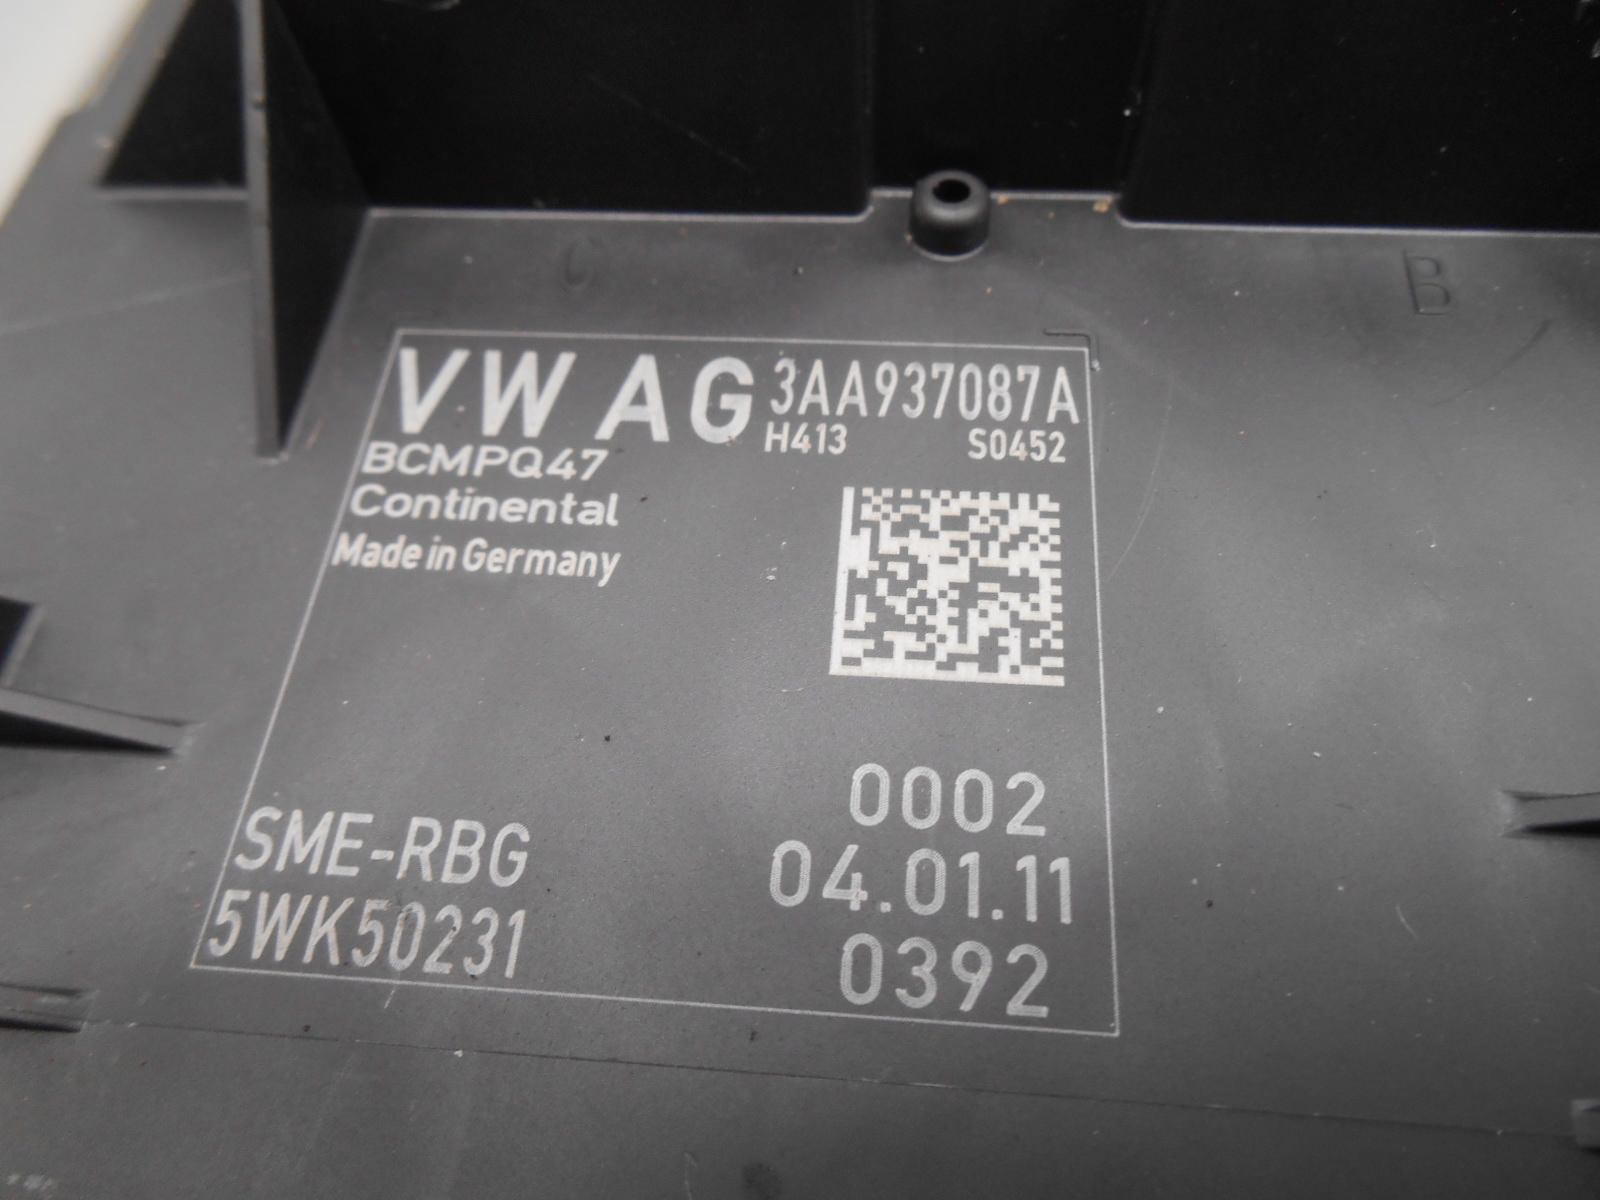 C
B
VW AG 3AA937087A
H413 S0452
BCMPQ47
Continental
Made in Germany
0002
SME-RBG 04.01.11
5WK50231 0392